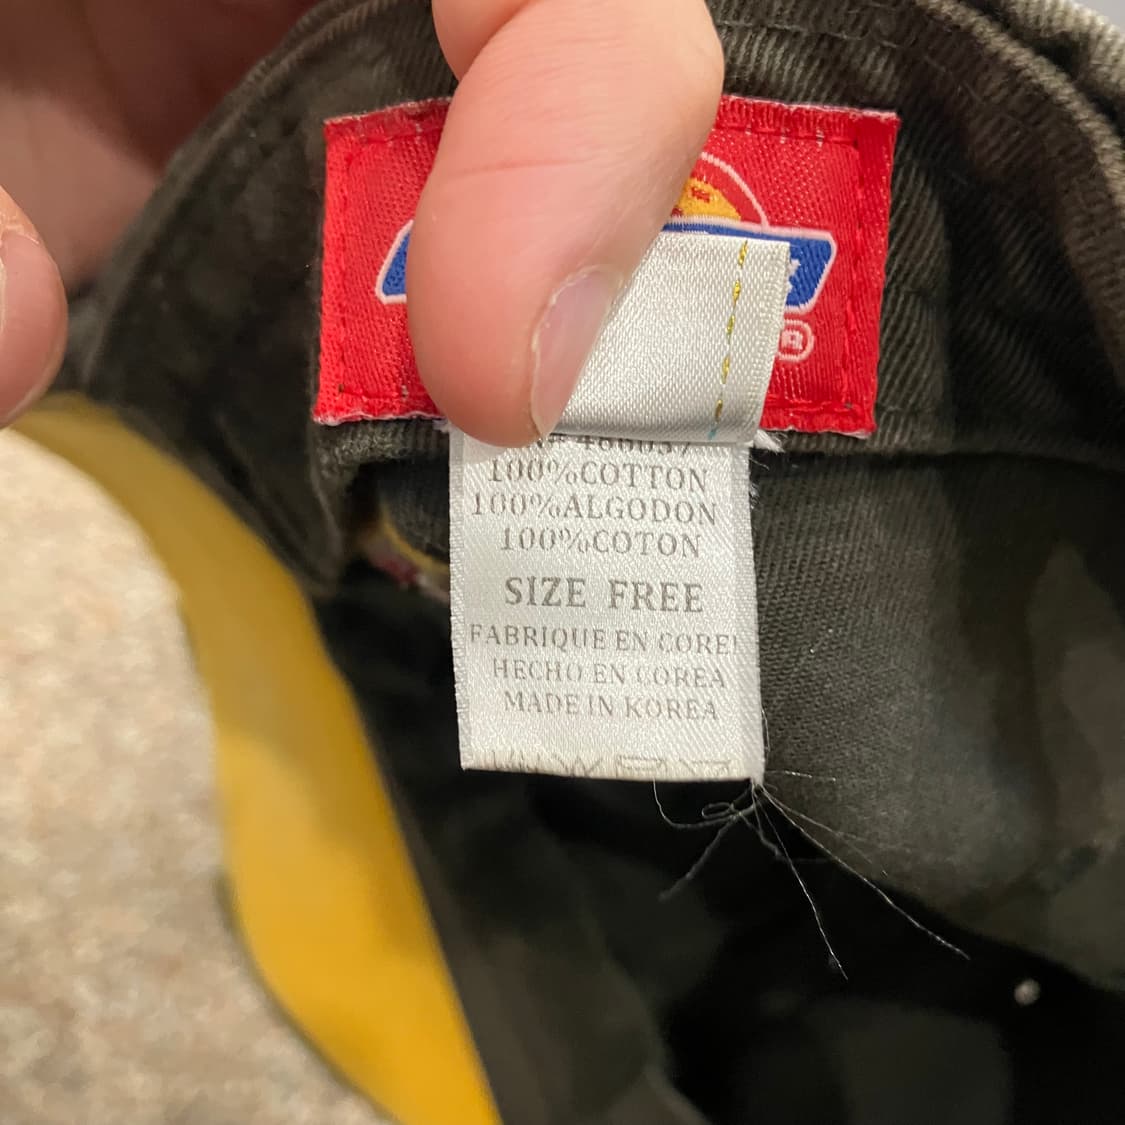 100%COTTON
100%ALGODON
100%COTON
SIZE FREE
FABRIQUE EN COREE
HECHO EN COREA
MADE IN KOREA